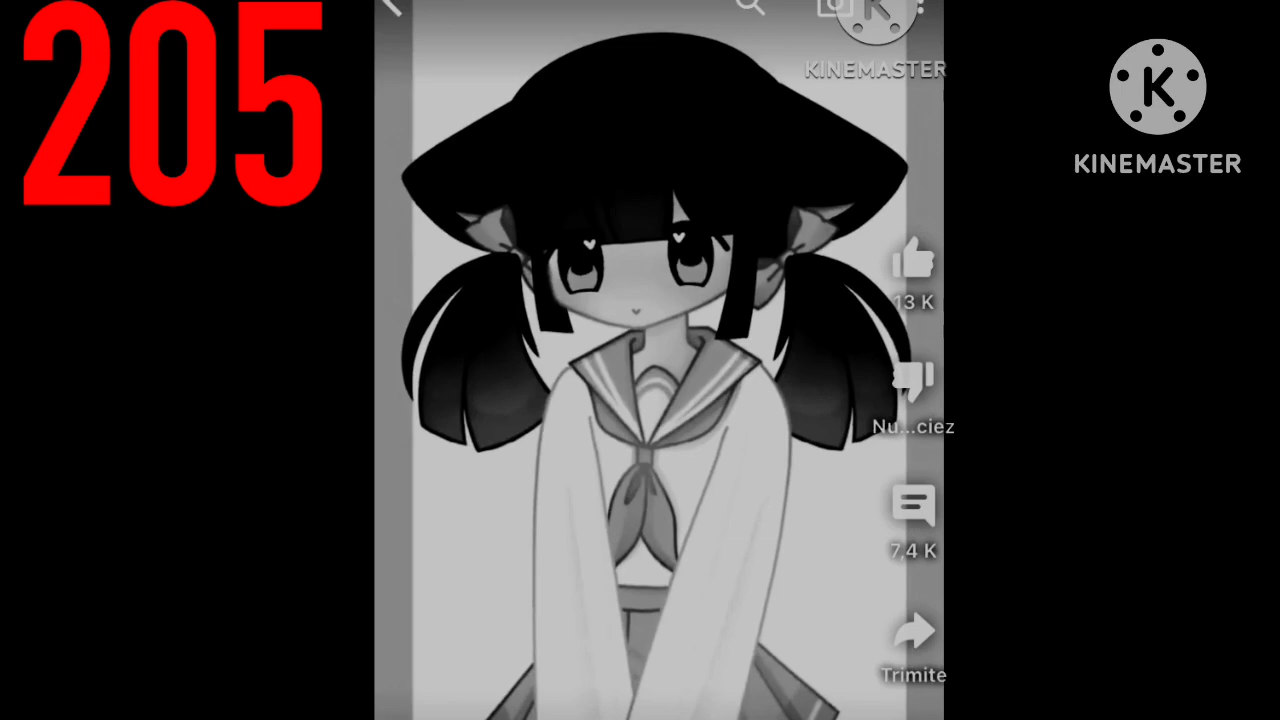 205
K
KINEMASTER
K
KINEMASTER
13 K
Nu...ciez
7,4 K
Trimite